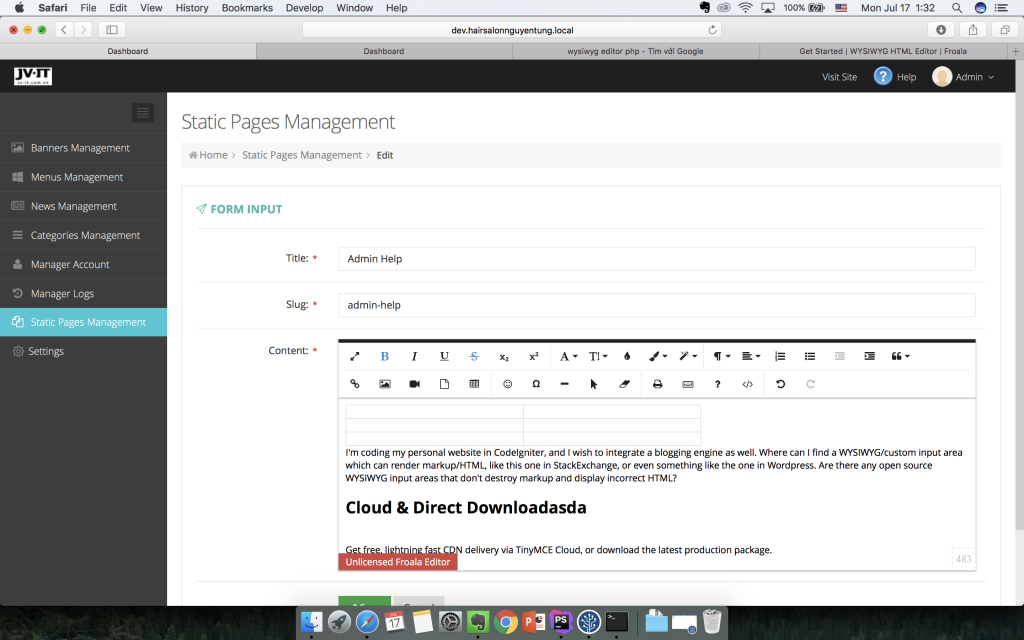 Safari File Edit View History Bookmarks Develop Window Help 100% Mon Jul 17 1:32
dev.hairsalonnguyentung.local
Dashboard Dashboard wysiwyg editor php - Tìm với Google Get Started | WYSIWYG HTML Editor | Froala
JV-IT Visit Site ? Help Admin
Static Pages Management
Home > Static Pages Management > Edit
Banners Management
Menus Management
News Management
Categories Management
Manager Account
Manager Logs
Static Pages Management
Settings
FORM INPUT
Title: * Admin Help
Slug: * admin-help
Content: *
B I U S x₂ x² A T!
Ω ? </>
I'm coding my personal website in CodeIgniter, and I wish to integrate a blogging engine as well. Where can I find a WYSIWYG/custom input area
which can render markup/HTML, like this one in StackExchange, or even something like the one in Wordpress. Are there any open source
WYSIWYG input areas that don't destroy markup and display incorrect HTML?
Cloud & Direct Downloadasda
Get free, lightning fast CDN delivery via TinyMCE Cloud, or download the latest production package.
Unlicensed Froala Editor 483
17 P PS